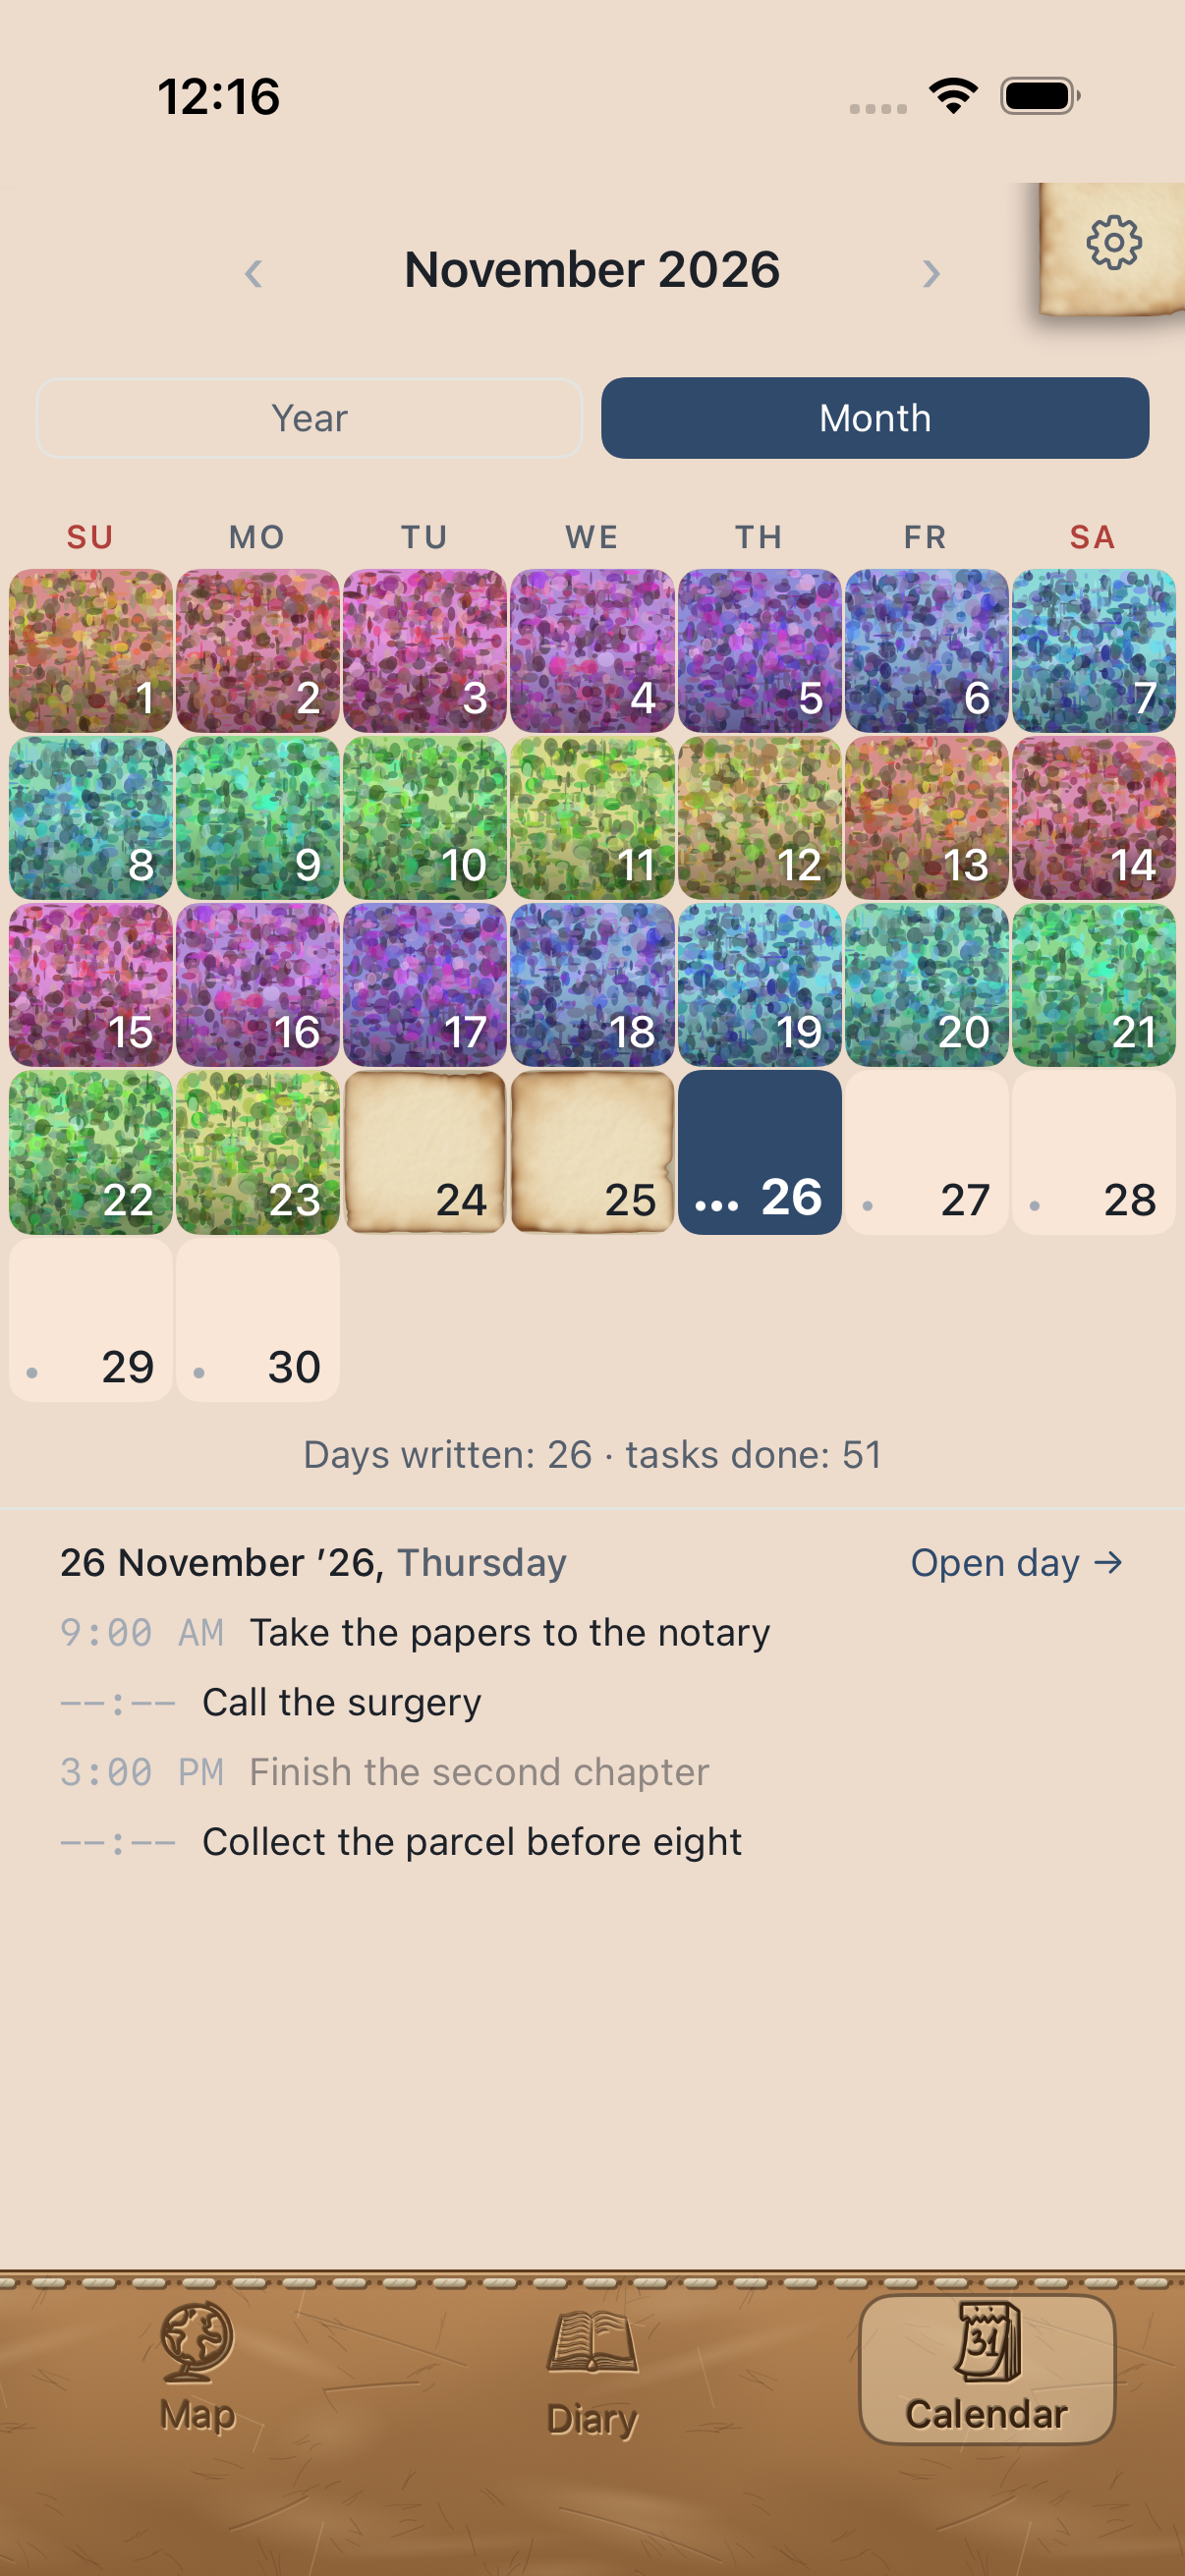 12:16
‹ November 2026 ›
Year Month
SU MO TU WE TH FR SA
1 2 3 4 5 6 7
8 9 10 11 12 13 14
15 16 17 18 19 20 21
22 23 24 25 ... 26 • 27 • 28
• 29 • 30
Days written: 26 · tasks done: 51
26 November ’26, Thursday Open day →
9:00 AM Take the papers to the notary
––:–– Call the surgery
3:00 PM Finish the second chapter
––:–– Collect the parcel before eight
31
Map Diary Calendar